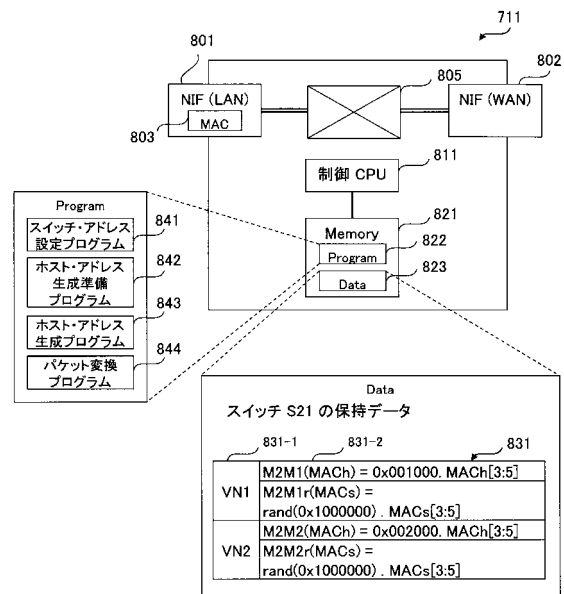 711
801
802
805
NIF (LAN)
NIF (WAN)
803
MAC
811
制御 CPU
821
Memory
822
Program
823
Data
Program
841
スイッチ・アドレス
設定プログラム
842
ホスト・アドレス
生成準備
プログラム
843
ホスト・アドレス
生成プログラム
844
パケット変換
プログラム
Data
スイッチ S21 の保持データ
831-1
831-2
831
VN1
M2M1(MACh) = 0x001000. MACh[3:5]
M2M1r(MACs) =
rand(0x1000000) . MACs[3:5]
VN2
M2M2(MACh) = 0x002000. MACh[3:5]
M2M2r(MACs) =
rand(0x1000000) . MACs[3:5]